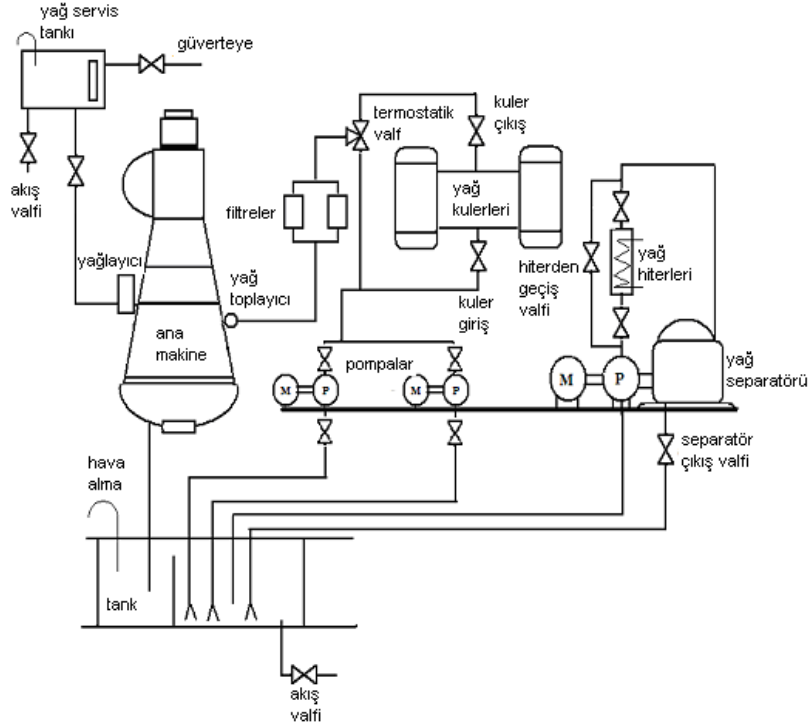 yağ servis
tankı
güverteye
akış
valfi
yağlayıcı
ana
makine
yağ
toplayıcı
filtreler
termostatik
valf
kuler
çıkış
yağ
kulerleri
kuler
giriş
hiterden
geçiş
valfi
yağ
hiterleri
pompalar
M
P
M
P
M
P
yağ
separatörü
separatör
çıkış valfi
hava
alma
tank
akış
valfi